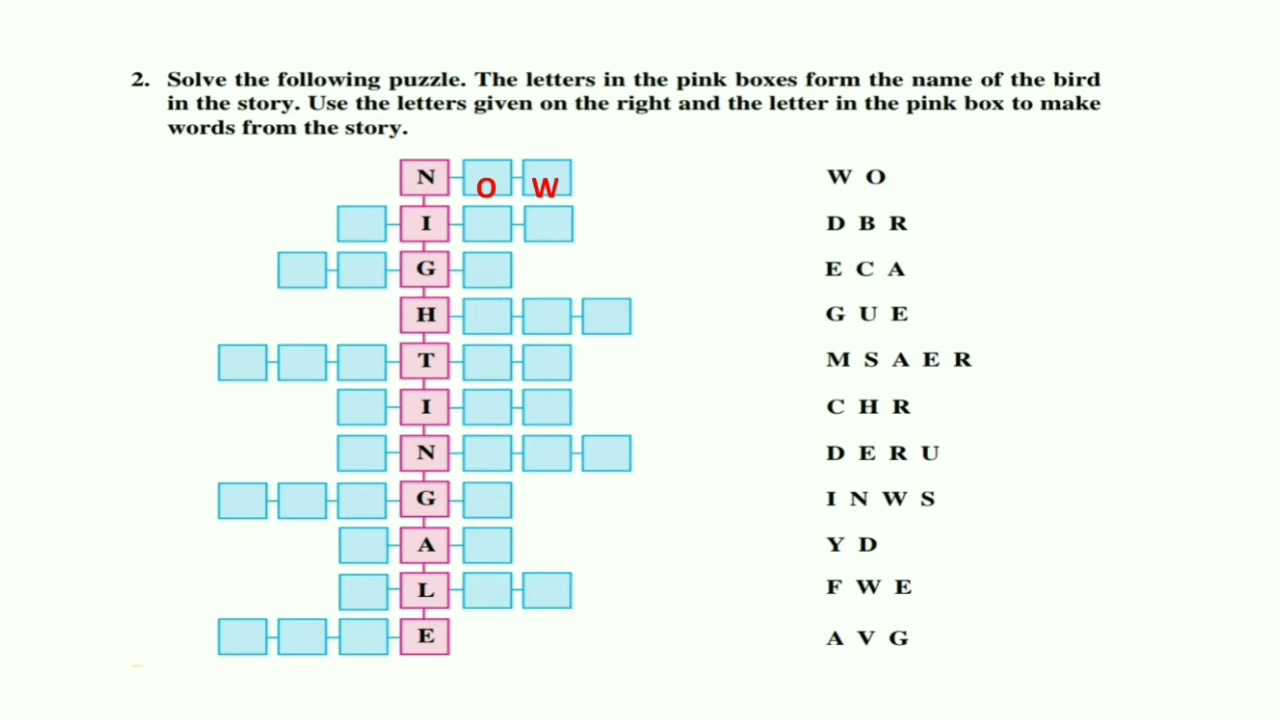 2. Solve the following puzzle. The letters in the pink boxes form the name of the bird
in the story. Use the letters given on the right and the letter in the pink box to make
words from the story.
N O W W O
I D B R
G E C A
H G U E
T M S A E R
I C H R
N D E R U
G I N W S
A Y D
L F W E
E A V G